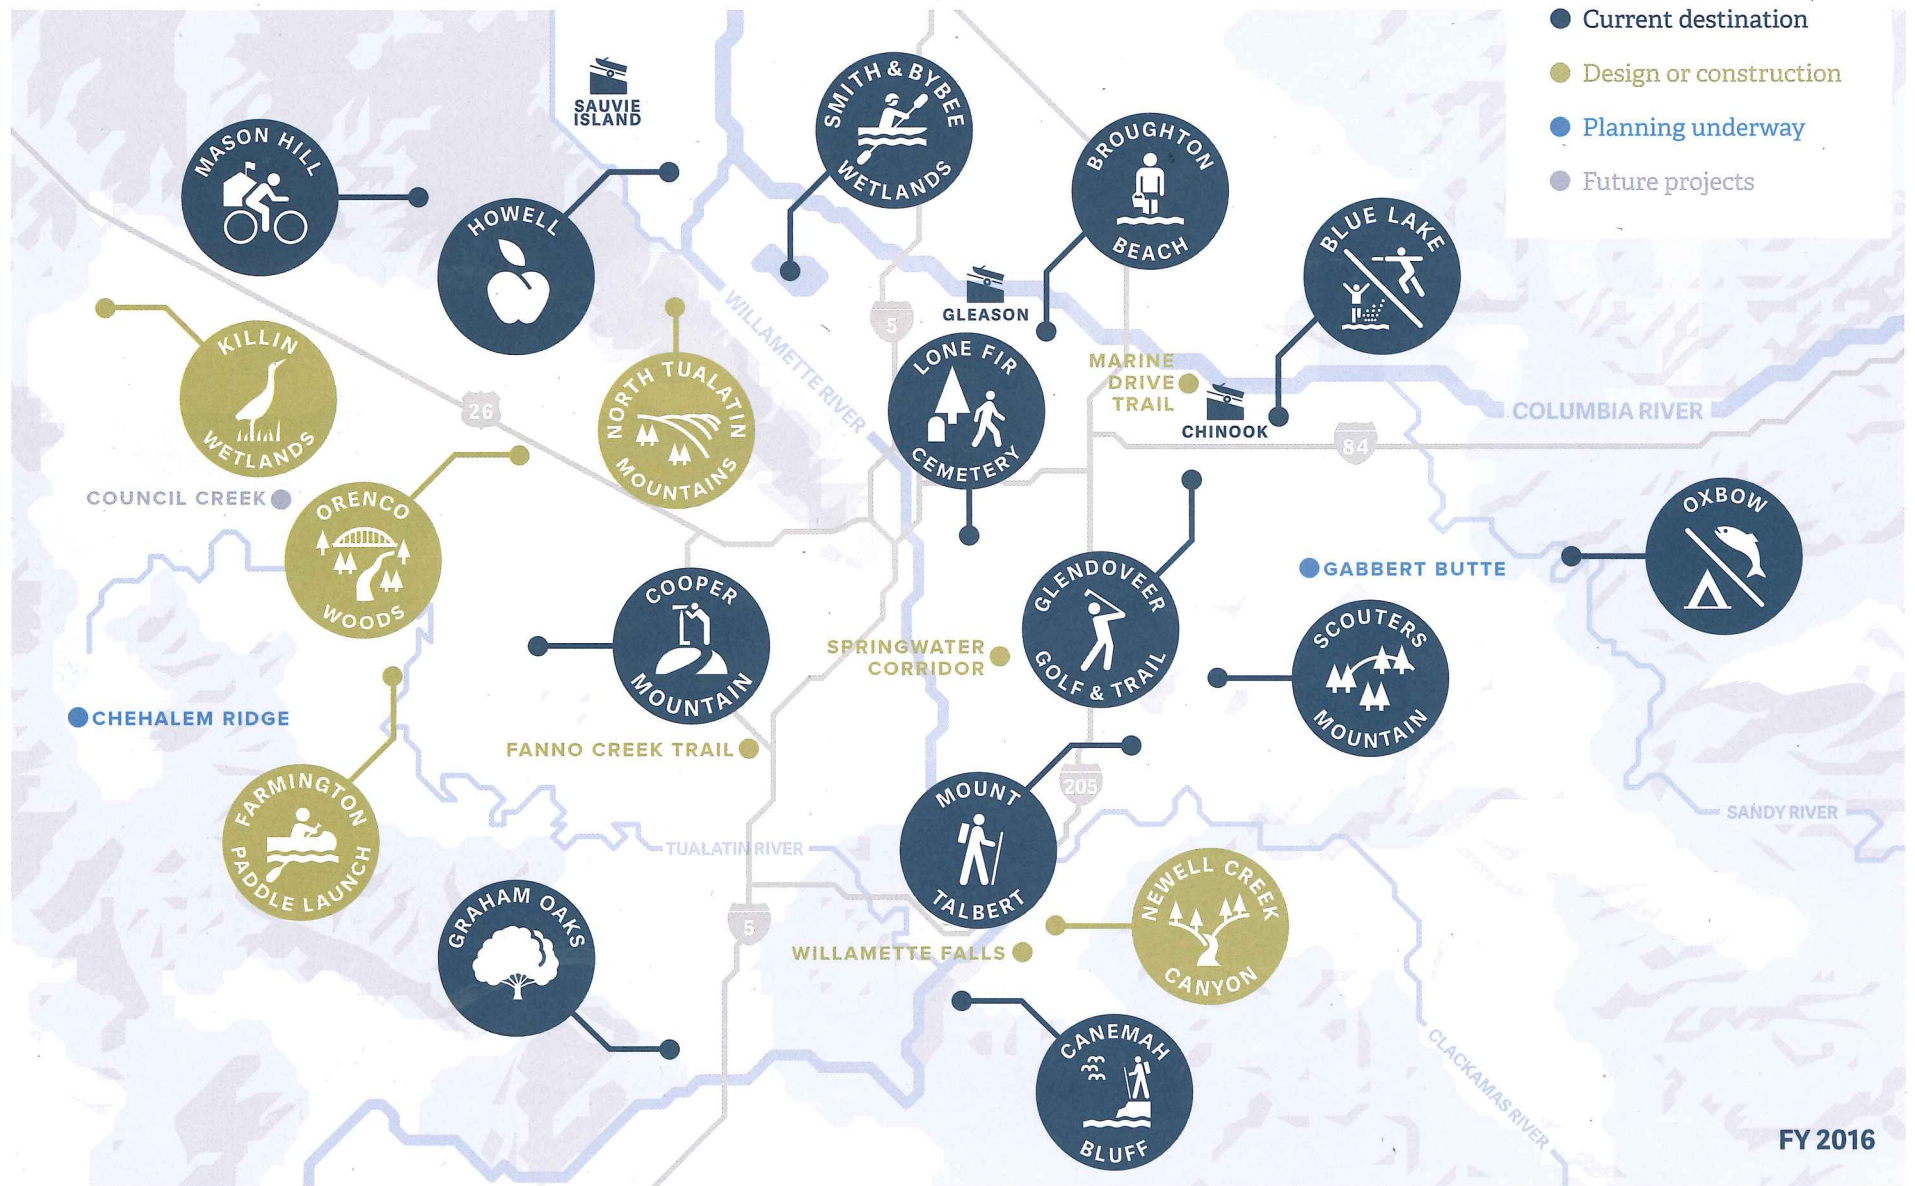 Current destination
Design or construction
Planning underway
Future projects
SAUVIE
ISLAND
SMITH & BYBEE
WETLANDS
MASON HILL
HOWELL
BROUGHTON
BEACH
BLUE LAKE
WILLAMETTE RIVER
5
GLEASON
KILLIN
WETLANDS
26
NORTH TUALATIN
MOUNTAINS
LONE FIR
CEMETERY
MARINE
DRIVE
TRAIL
CHINOOK
COLUMBIA RIVER
84
COUNCIL CREEK
ORENCO
WOODS
OXBOW
COOPER
MOUNTAIN
GLENDOVEER
GOLF & TRAIL
GABBERT BUTTE
SPRINGWATER
CORRIDOR
SCOUTERS
MOUNTAIN
CHEHALEM RIDGE
FANNO CREEK TRAIL
FARMINGTON
PADDLE LAUNCH
MOUNT
TALBERT
205
SANDY RIVER
TUALATIN RIVER
GRAHAM OAKS
5
WILLAMETTE FALLS
NEWELL CREEK
CANYON
CANEMAH
BLUFF
CLACKAMAS RIVER
FY 2016